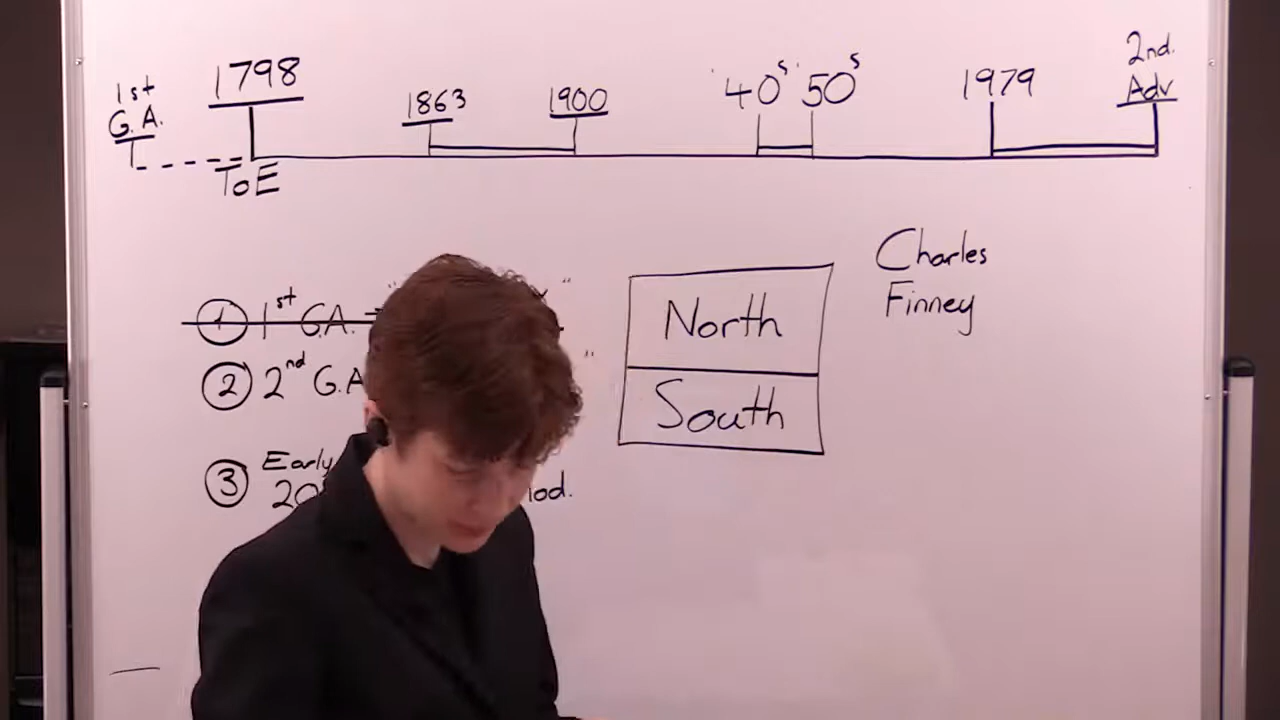 1st G.A.
1798
ToE
1863
1900
'40s '50s
1979
2nd. Adv
① 1st G.A.
② 2nd G.A
③ Early
North
South
Charles
Finney